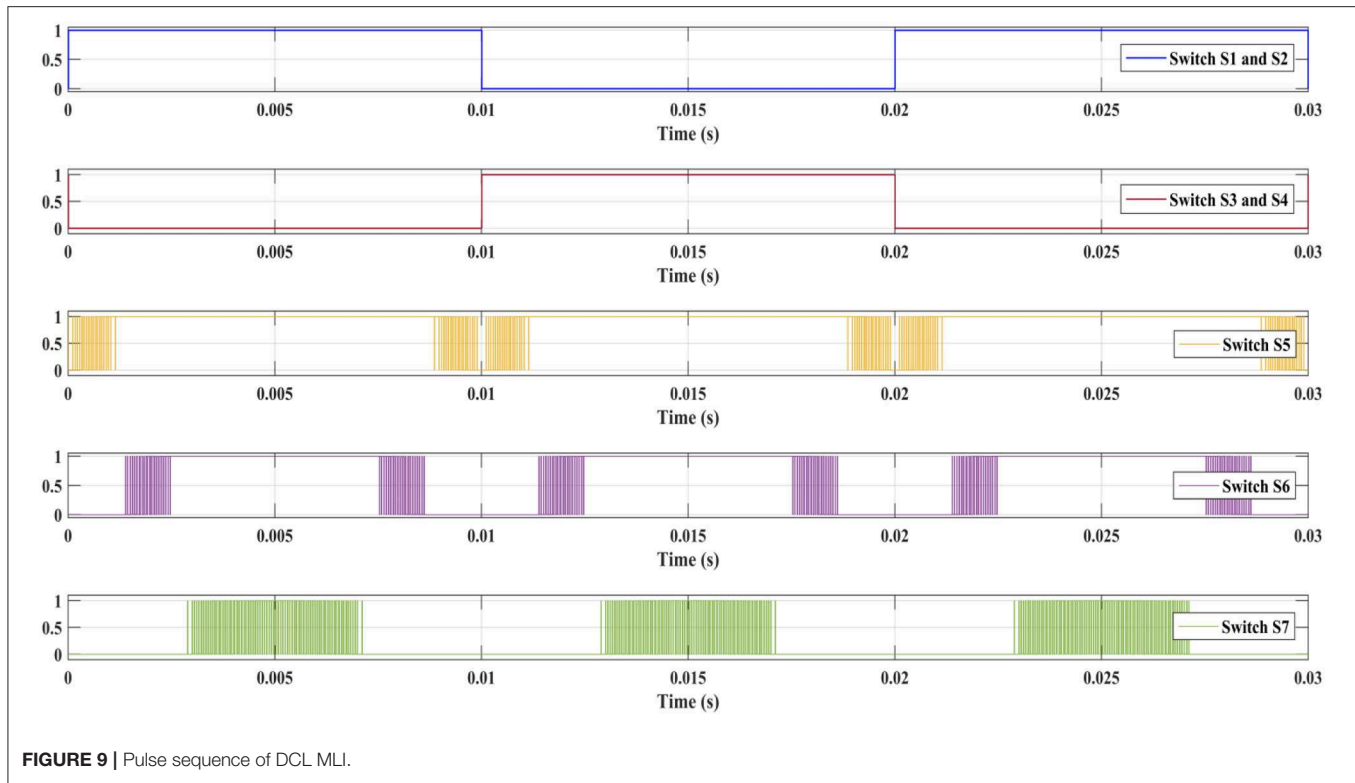 1
0.5
0
Switch S1 and S2
0 0.005 0.01 0.015 0.02 0.025 0.03
Time (s)
1
0.5
0
Switch S3 and S4
0 0.005 0.01 0.015 0.02 0.025 0.03
Time (s)
1
0.5
0
Switch S5
0 0.005 0.01 0.015 0.02 0.025 0.03
Time (s)
1
0.5
0
Switch S6
0 0.005 0.01 0.015 0.02 0.025 0.03
Time (s)
1
0.5
0
Switch S7
0 0.005 0.01 0.015 0.02 0.025 0.03
Time (s)
FIGURE 9 | Pulse sequence of DCL MLI.